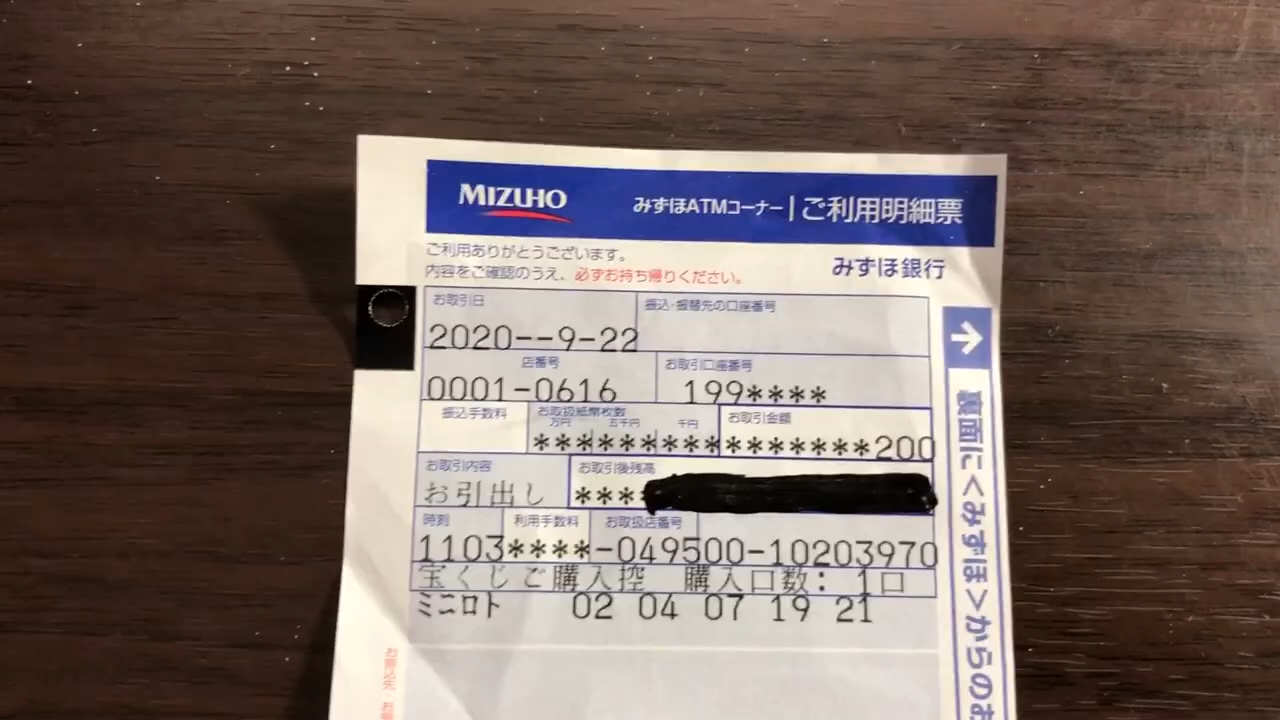 MIZUHO みずほATMコーナー|ご利用明細票
ご利用ありがとうございます。
内容をご確認のうえ、必ずお持ち帰りください。
みずほ銀行
お取引日 振込・振替先の口座番号
2020--9-22
店番号 お取引口座番号
0001-0616 199****
振込手数料 お取扱紙幣枚数 お取引金額
万円 五千円 千円
****************200
お取引内容 お取引後残高
お引出し ****
時刻 利用手数料 お取扱店番号
1103****-049500-10203970
宝くじご購入控 購入口数: 1口
ミニロト 02 04 07 19 21
裏面に<みずほ>からのお
お振込先・お